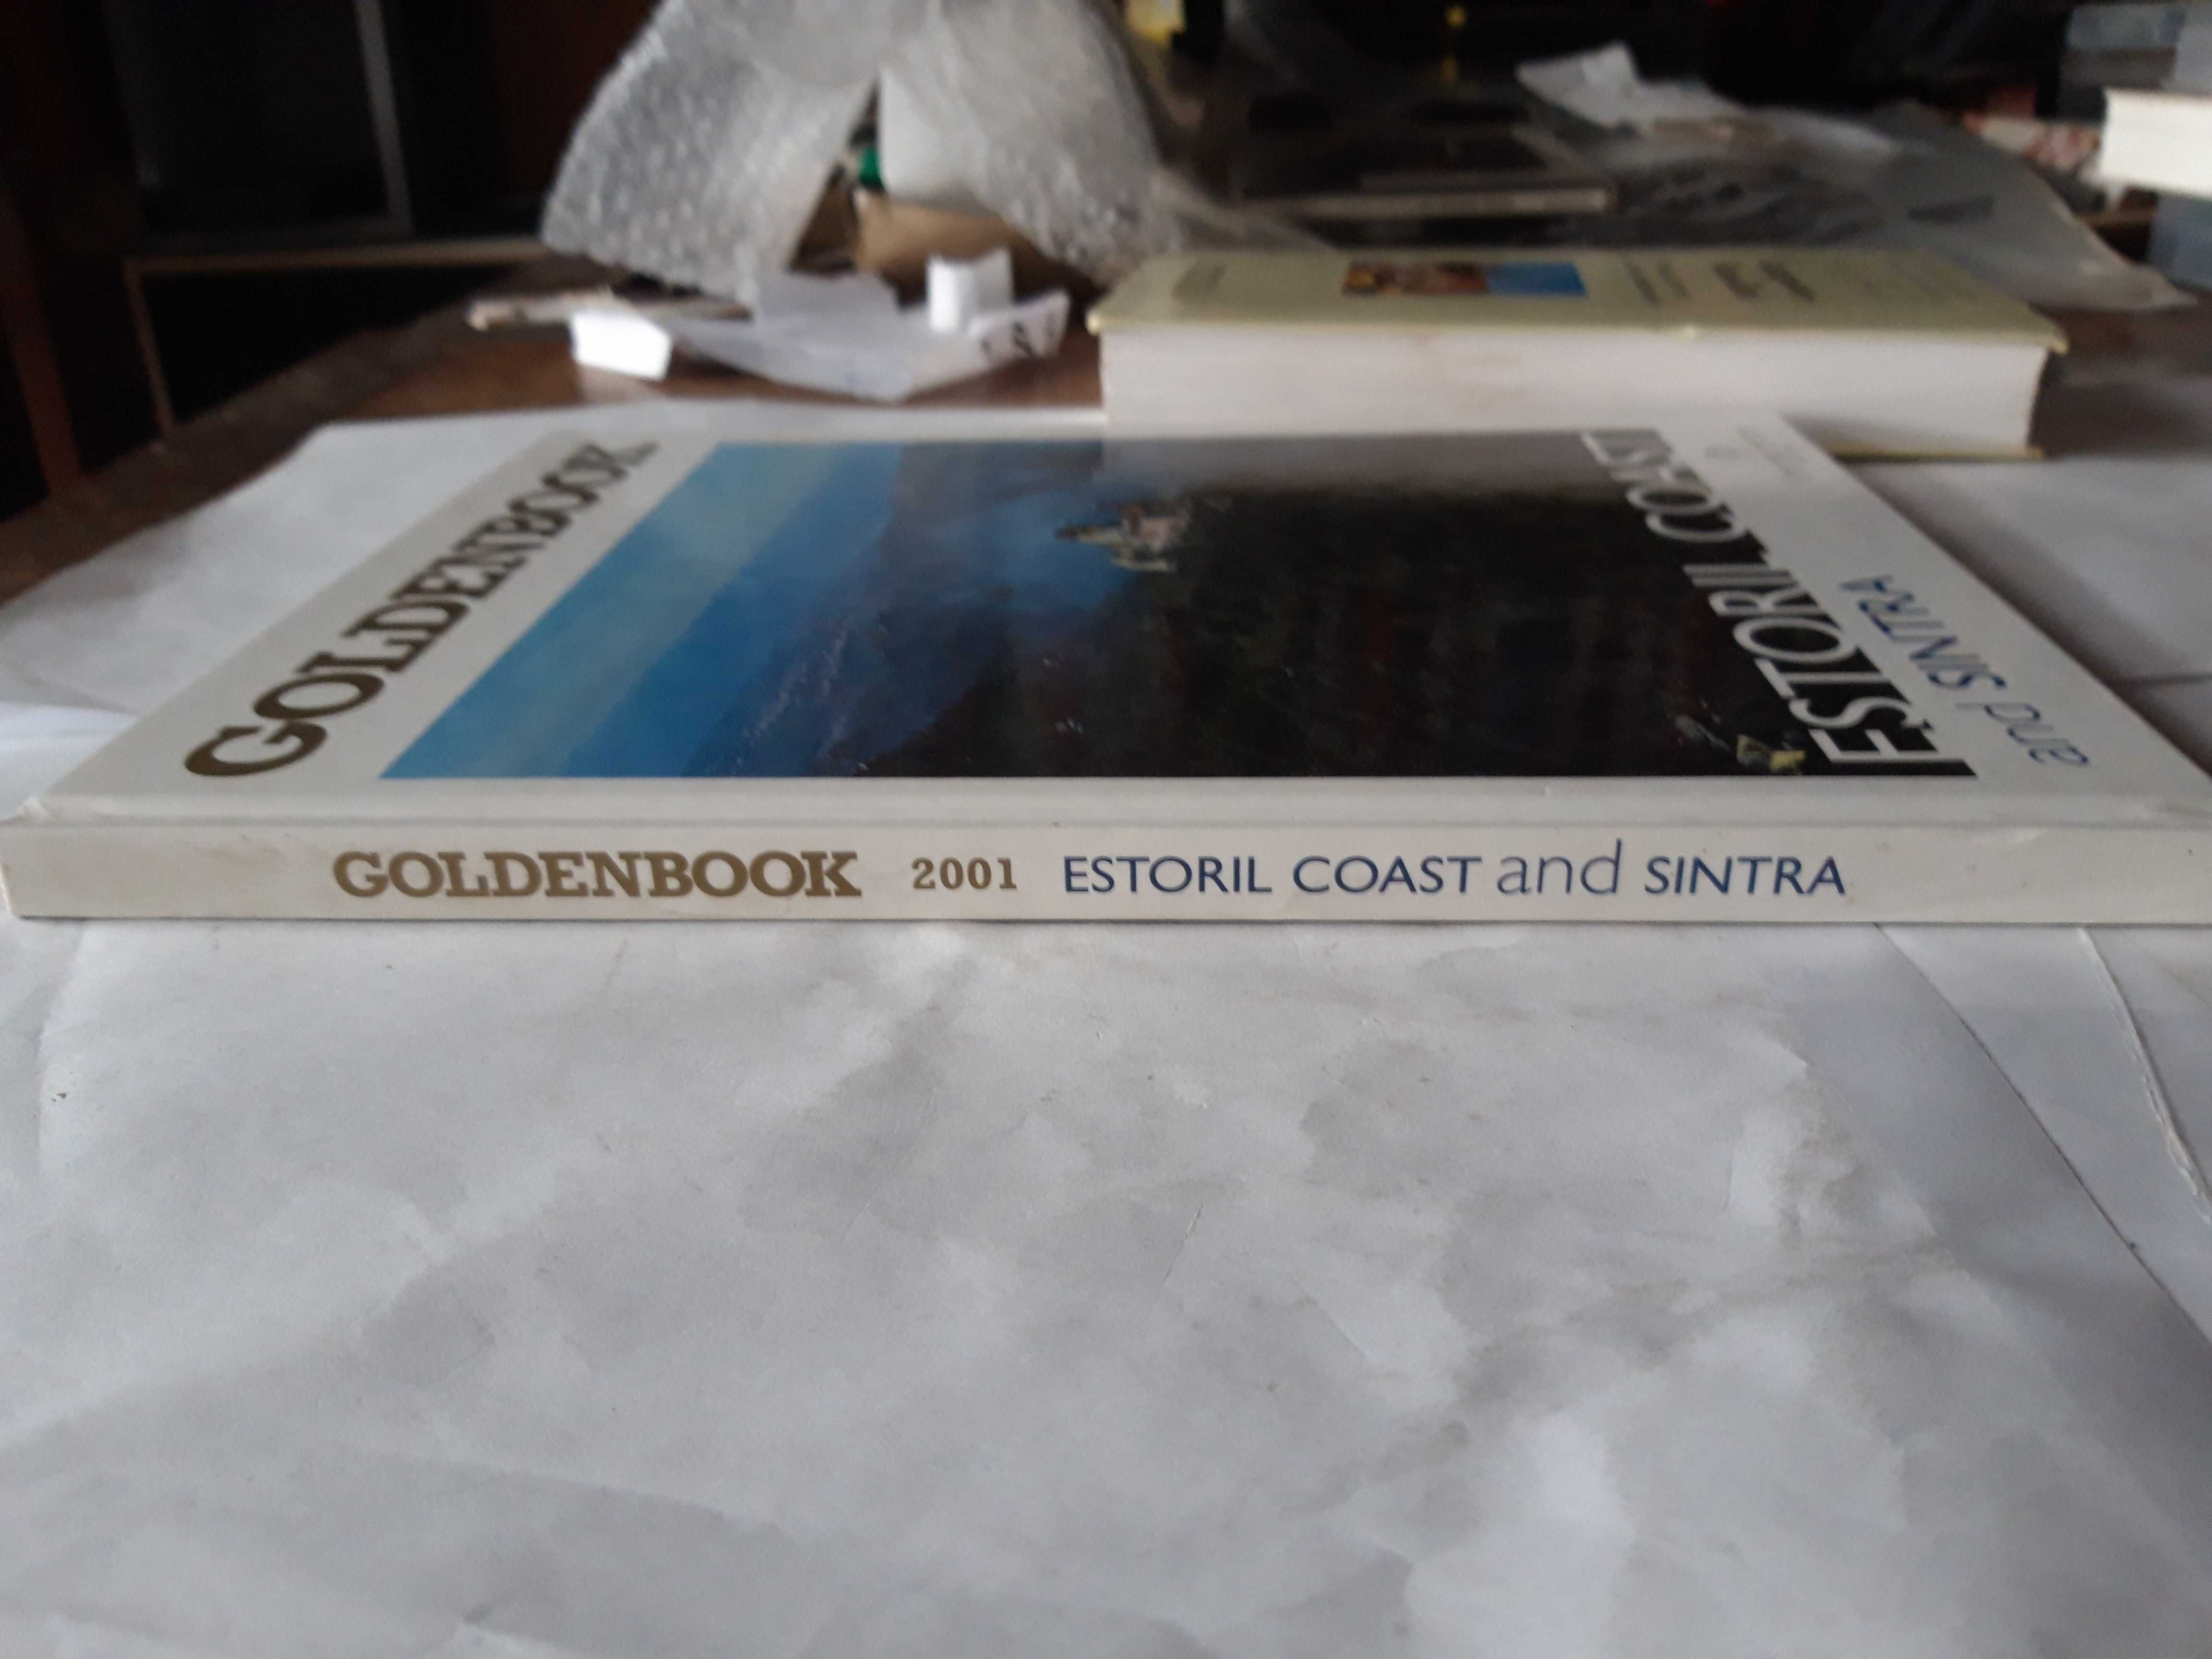 GOLDENBOOK
ESTORIL COAST
and SINTRA
GOLDENBOOK 2001 ESTORIL COAST and SINTRA